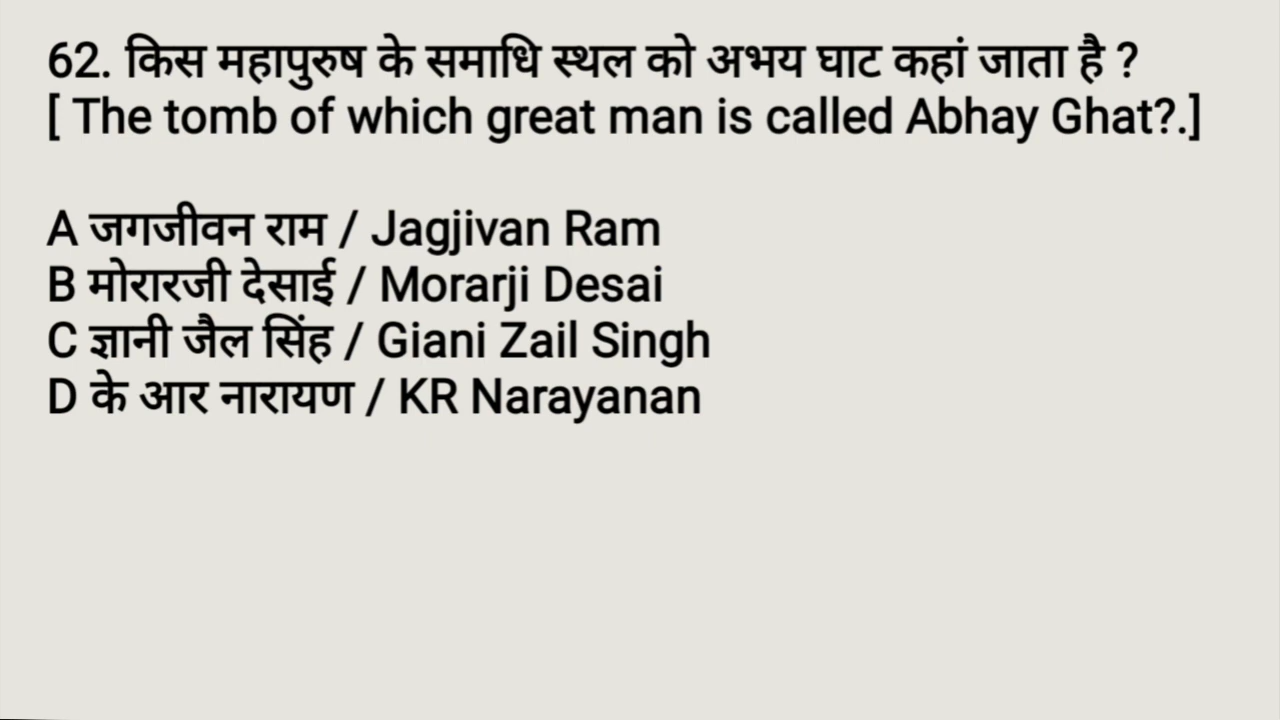 62. किस महापुरुष के समाधि स्थल को अभय घाट कहां जाता है ?
[ The tomb of which great man is called Abhay Ghat?.]
A जगजीवन राम / Jagjivan Ram
B मोरारजी देसाई / Morarji Desai
C ज्ञानी जैल सिंह / Giani Zail Singh
D के आर नारायण / KR Narayanan